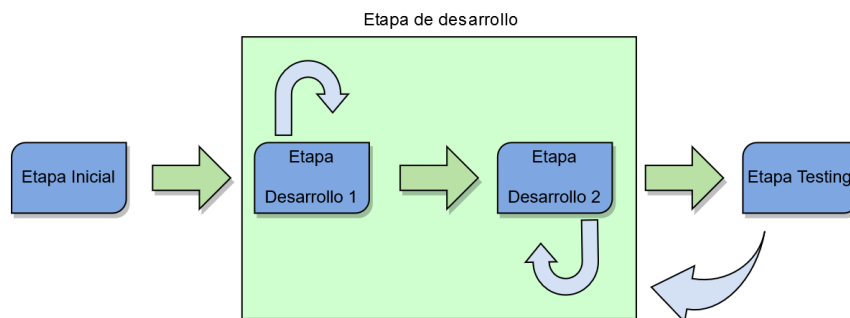 Etapa de desarrollo
Etapa Inicial
Etapa
Desarrollo 1
Etapa
Desarrollo 2
Etapa Testing